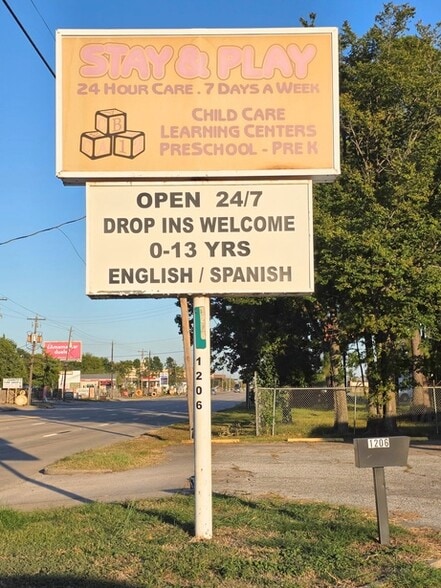 STAY & PLAY
24 HOUR CARE . 7 DAYS A WEEK
CHILD CARE
LEARNING CENTERS
PRESCHOOL - PRE K
B
1
OPEN 24/7
DROP INS WELCOME
0-13 YRS
ENGLISH / SPANISH
1206
1206